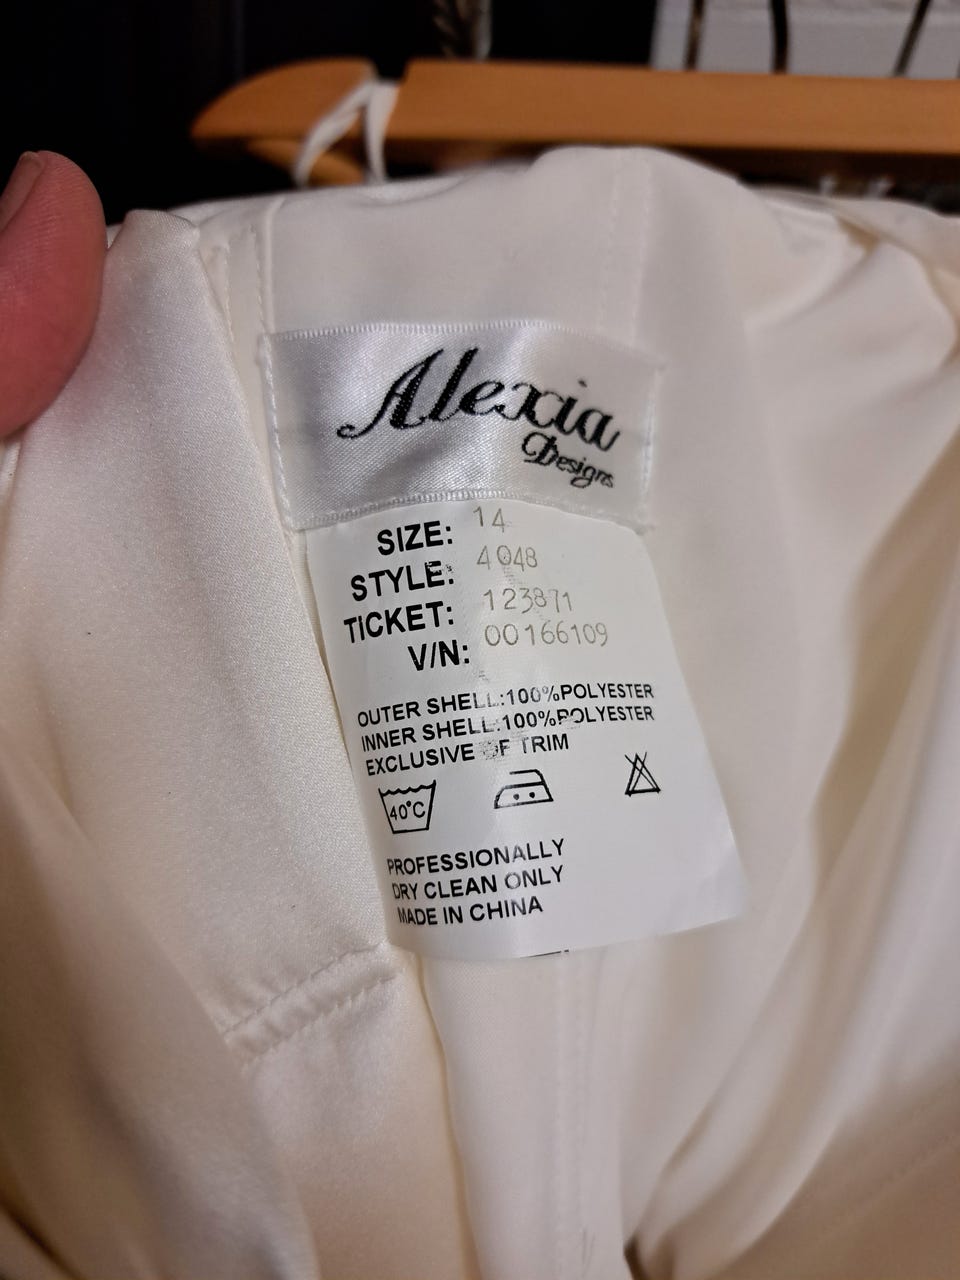 Alexia
Designs
SIZE: 14
STYLE: 4048
TICKET: 123871
V/N: 00166109
OUTER SHELL:100%POLYESTER
INNER SHELL:100%POLYESTER
EXCLUSIVE OF TRIM
40°C
PROFESSIONALLY
DRY CLEAN ONLY
MADE IN CHINA